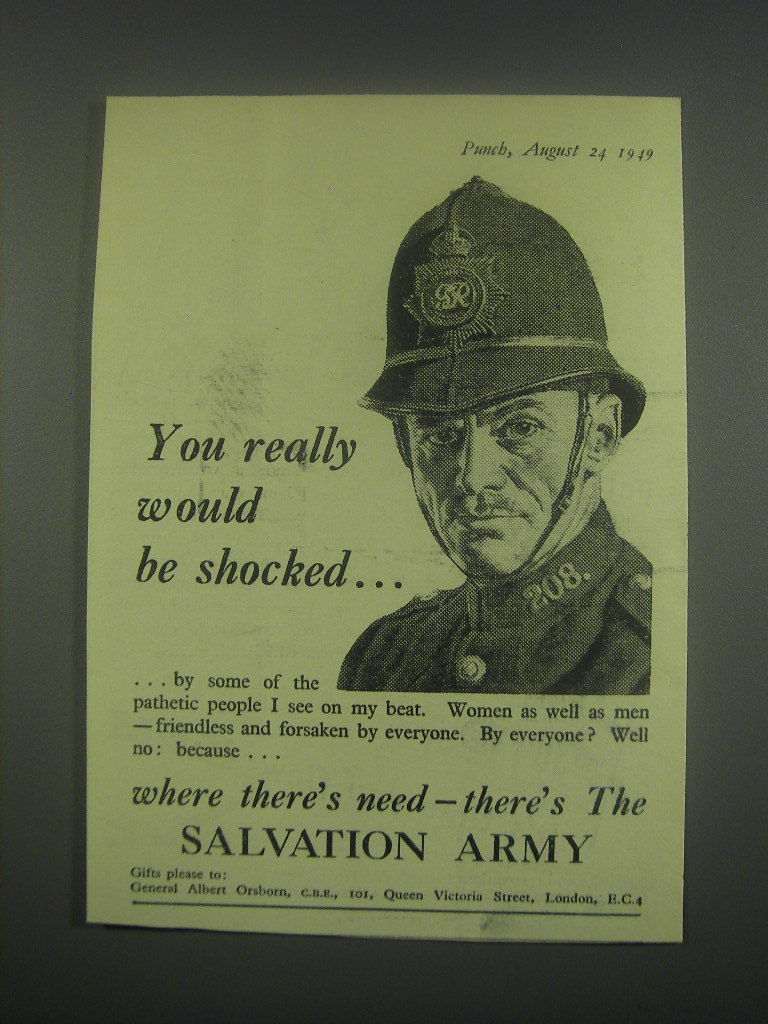 Punch, August 24 1949
GR
You really
would
be shocked...
208.
...by some of the
pathetic people I see on my beat. Women as well as men
—friendless and forsaken by everyone. By everyone? Well
no: because...
where there's need—there's The
SALVATION ARMY
Gifts please to:
General Albert Orsborn, C.B.E., 101, Queen Victoria Street, London, E.C.4